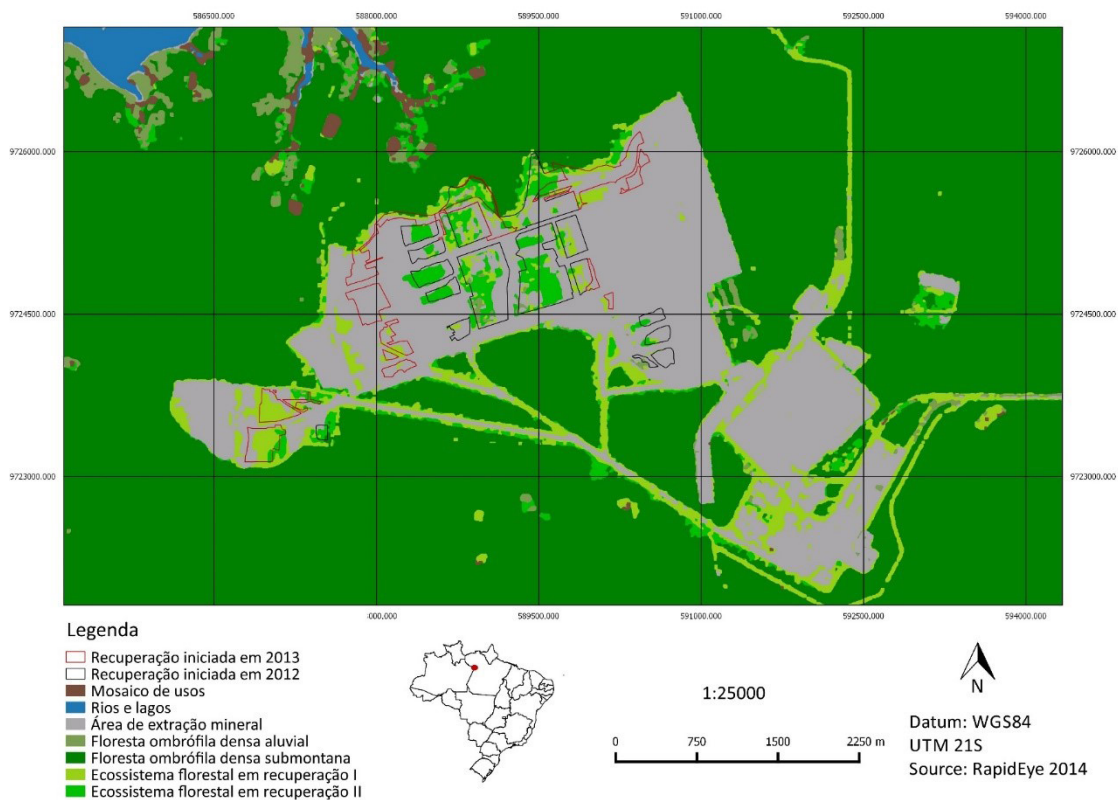 586500.000 588000.000 589500.000 591000.000 592500.000 594000.000
9726000.000 9726000.000
9724500.000 9724500.000
9723000.000 9723000.000
586500.000 :000.000 589500.000 591000.000 592500.000 594000.000
Legenda
Recuperação iniciada em 2013
Recuperação iniciada em 2012
Mosaico de usos
Rios e lagos
Área de extração mineral
Floresta ombrófila densa aluvial
Floresta ombrófila densa submontana
Ecossistema florestal em recuperação I
Ecossistema florestal em recuperação II
1:25000
0 750 1500 2250 m
N
Datum: WGS84
UTM 21S
Source: RapidEye 2014